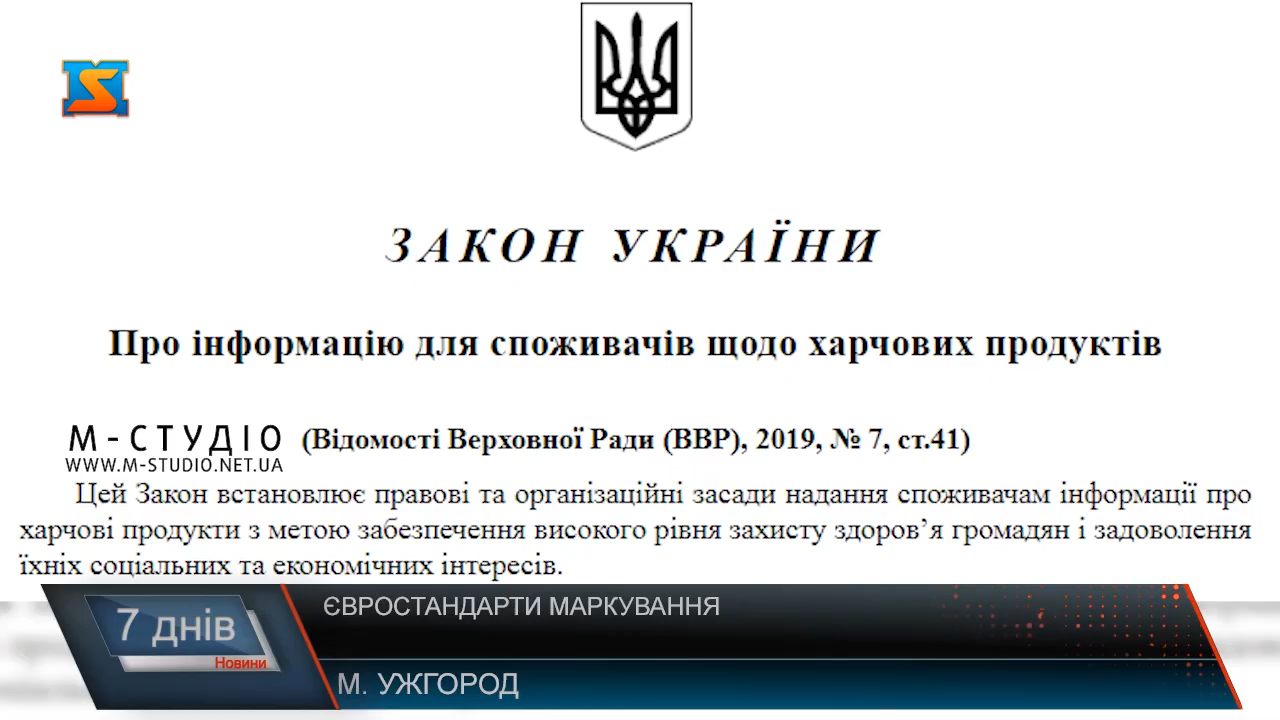 ЗАКОН УКРАЇНИ
Про інформацію для споживачів щодо харчових продуктів
М-СТУДІО
WWW.M-STUDIO.NET.UA
(Відомості Верховної Ради (ВВР), 2019, № 7, ст.41)
Цей Закон встановлює правові та організаційні засади надання споживачам інформації про
харчові продукти з метою забезпечення високого рівня захисту здоров’я громадян і задоволення
їхніх соціальних та економічних інтересів.
7 днів
Новини
ЄВРОСТАНДАРТИ МАРКУВАННЯ
М. УЖГОРОД